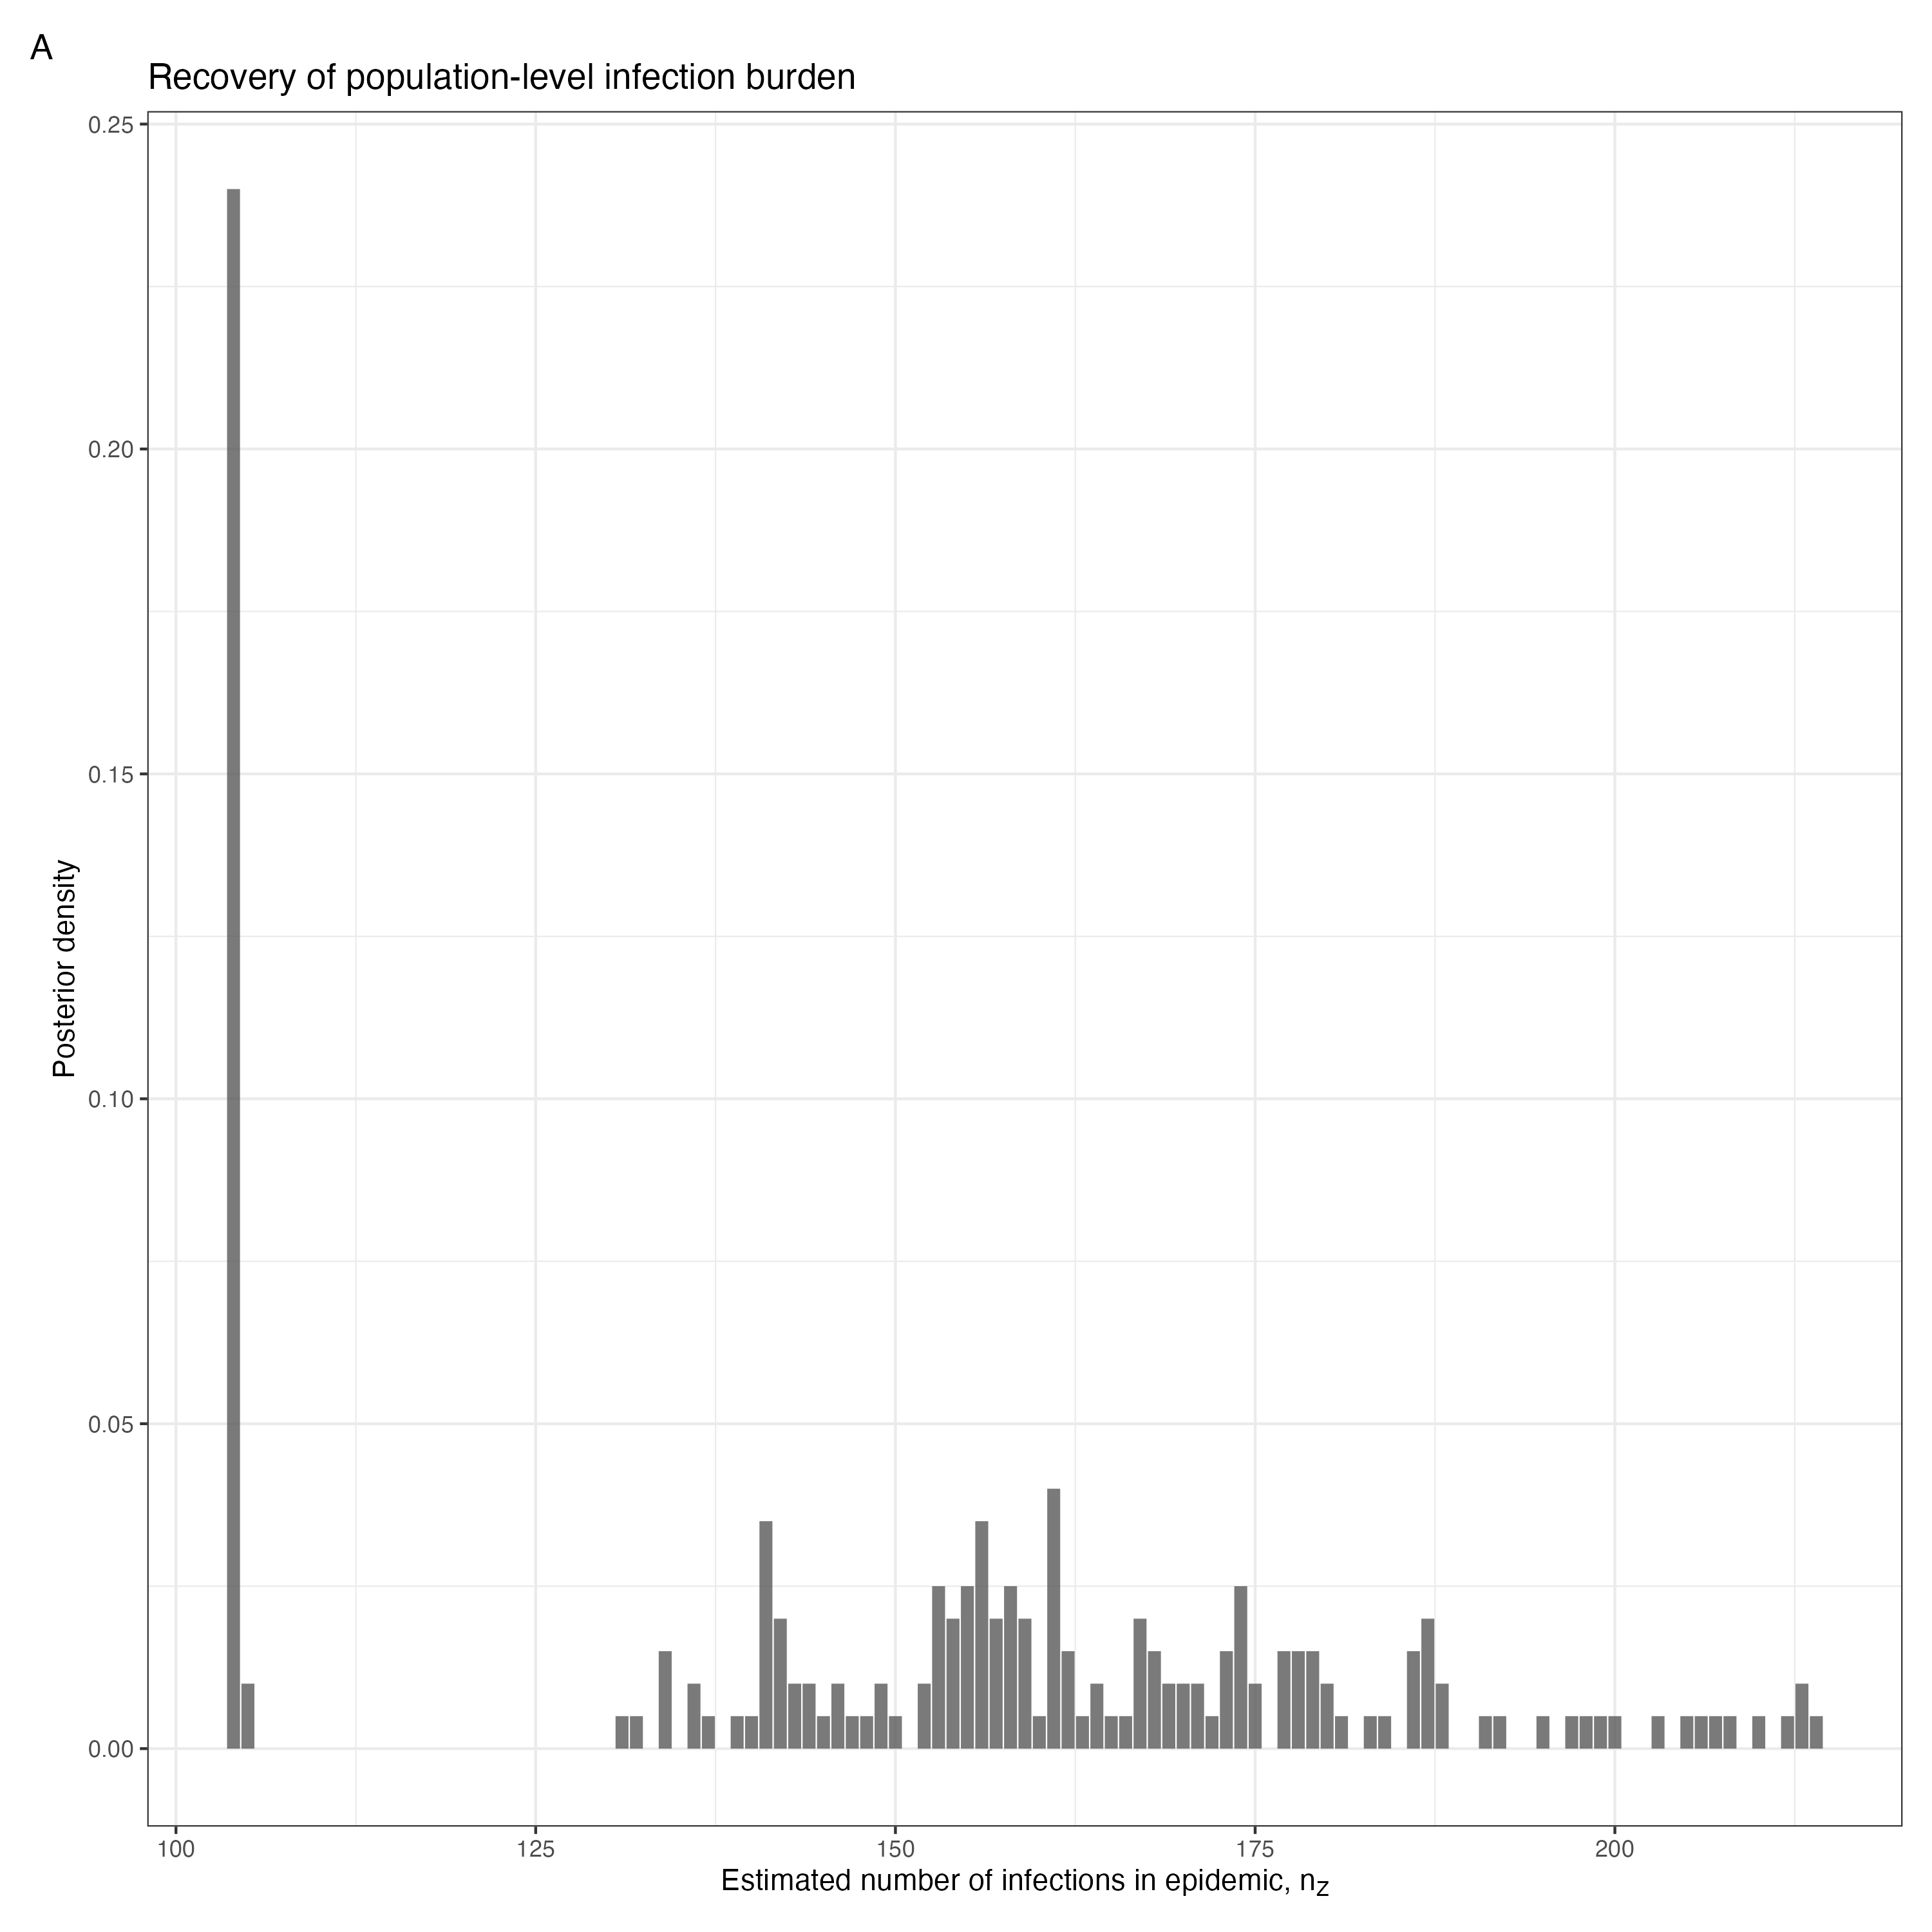 A
Recovery of population-level infection burden
0.25
0.20
0.15
0.10
0.05
0.00
Posterior density
100 125 150 175 200
Estimated number of infections in epidemic, nz